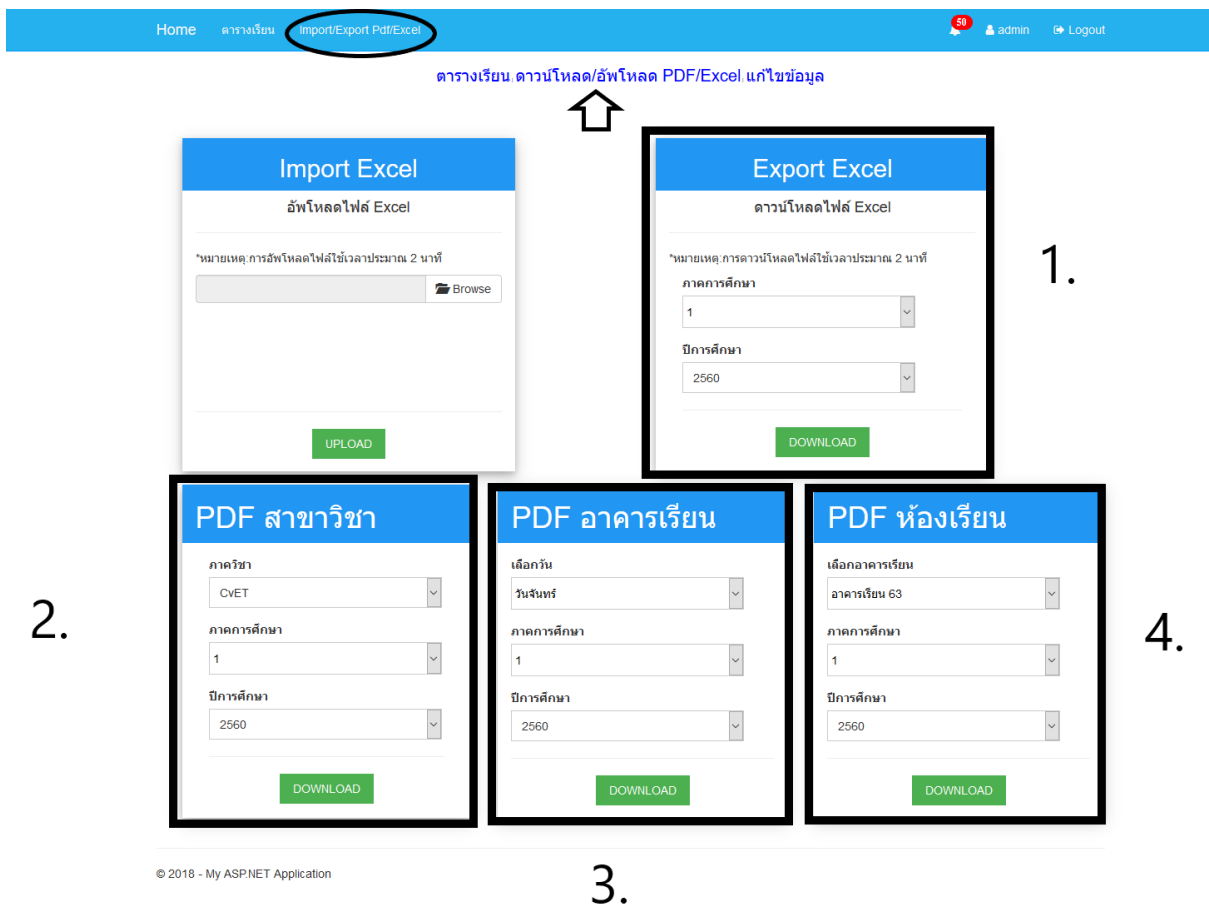 Home ตารางเรียน Import/Export Pdf/Excel 50 admin Logout
ตารางเรียน|ดาวน์โหลด/อัพโหลด PDF/Excel|แก้ไขข้อมูล
Import Excel
อัพโหลดไฟล์ Excel
*หมายเหตุ:การอัพโหลดไฟล์ใช้เวลาประมาณ 2 นาที
Browse
UPLOAD
Export Excel
ดาวน์โหลดไฟล์ Excel
*หมายเหตุ:การดาวน์โหลดไฟล์ใช้เวลาประมาณ 2 นาที
ภาคการศึกษา
1
ปีการศึกษา
2560
DOWNLOAD
1.
2.
PDF สาขาวิชา
ภาควิชา
CvET
ภาคการศึกษา
1
ปีการศึกษา
2560
DOWNLOAD
PDF อาคารเรียน
เลือกวัน
วันจันทร์
ภาคการศึกษา
1
ปีการศึกษา
2560
DOWNLOAD
3.
PDF ห้องเรียน
เลือกอาคารเรียน
อาคารเรียน 63
ภาคการศึกษา
1
ปีการศึกษา
2560
DOWNLOAD
4.
© 2018 - My ASP.NET Application